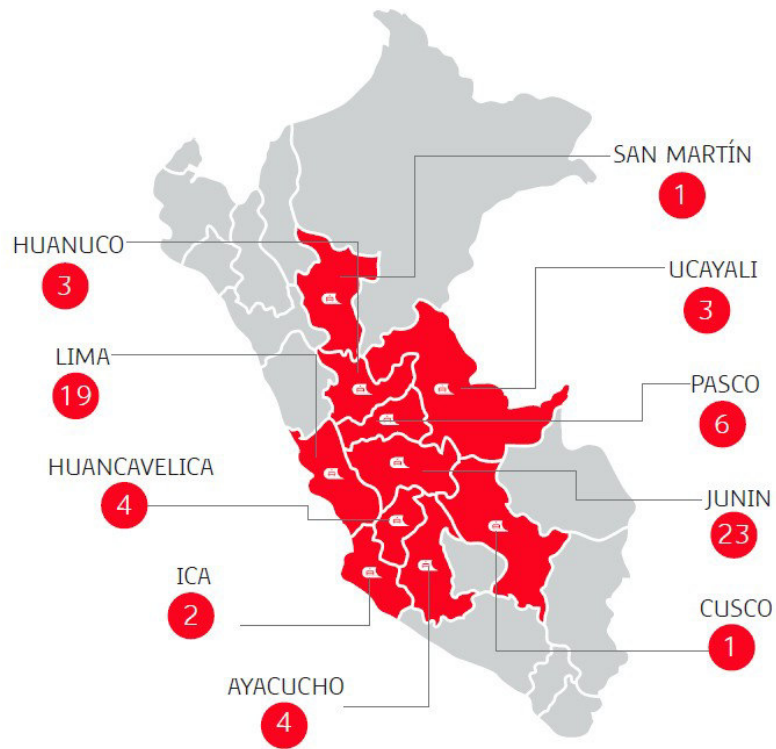 SAN MARTÍN
1
HUANUCO
3
UCAYALI
3
LIMA
19
PASCO
6
HUANCAVELICA
4
JUNIN
23
ICA
2
CUSCO
1
AYACUCHO
4